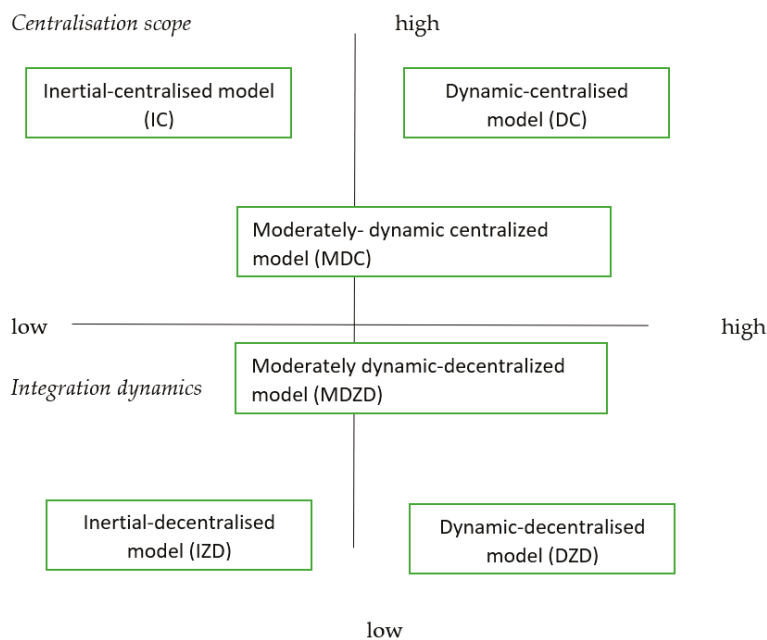 Centralisation scope
high
Inertial-centralised model
(IC)
Dynamic-centralised
model (DC)
Moderately- dynamic centralized
model (MDC)
low
high
Moderately dynamic-decentralized
model (MDZD)
Integration dynamics
Inertial-decentralised
model (IZD)
Dynamic-decentralised
model (DZD)
low